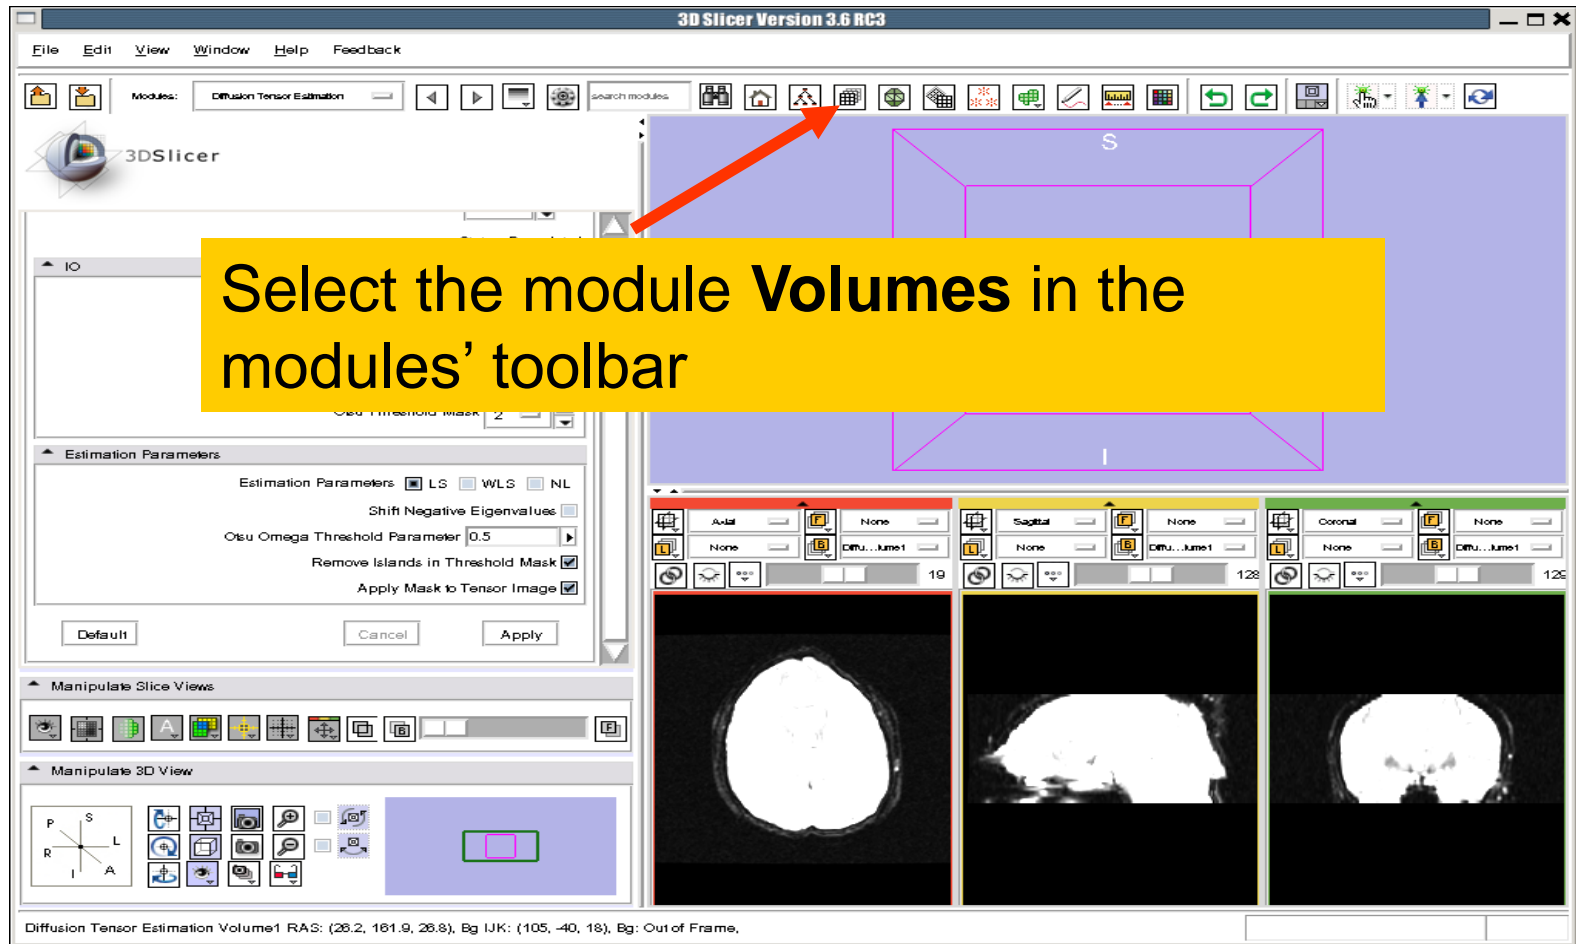 3D Slicer Version 3.6 RC3
File Edit View Window Help Feedback
Modules: Diffusion Tensor Estimation search modules
3DSlicer
S
IO
Select the module Volumes in the
modules’ toolbar
Otsu Threshold Mask 2
I
Estimation Parameters
Estimation Parameters LS WLS NL
Shift Negative Eigenvalues
Otsu Omega Threshold Parameter 0.5
Remove Islands in Threshold Mask
Apply Mask to Tensor Image
Default Cancel Apply
Axial F None Sagittal F None Coronal F None
L None B Diffu...lume1 L None B Diffu...lume1 L None B Diffu...lume1
19 128 129
Manipulate Slice Views
A B F
Manipulate 3D View
P S L R I A
Diffusion Tensor Estimation Volume1 RAS: (26.2, 161.9, 26.8), Bg IJK: (105, -40, 18), Bg: Out of Frame,